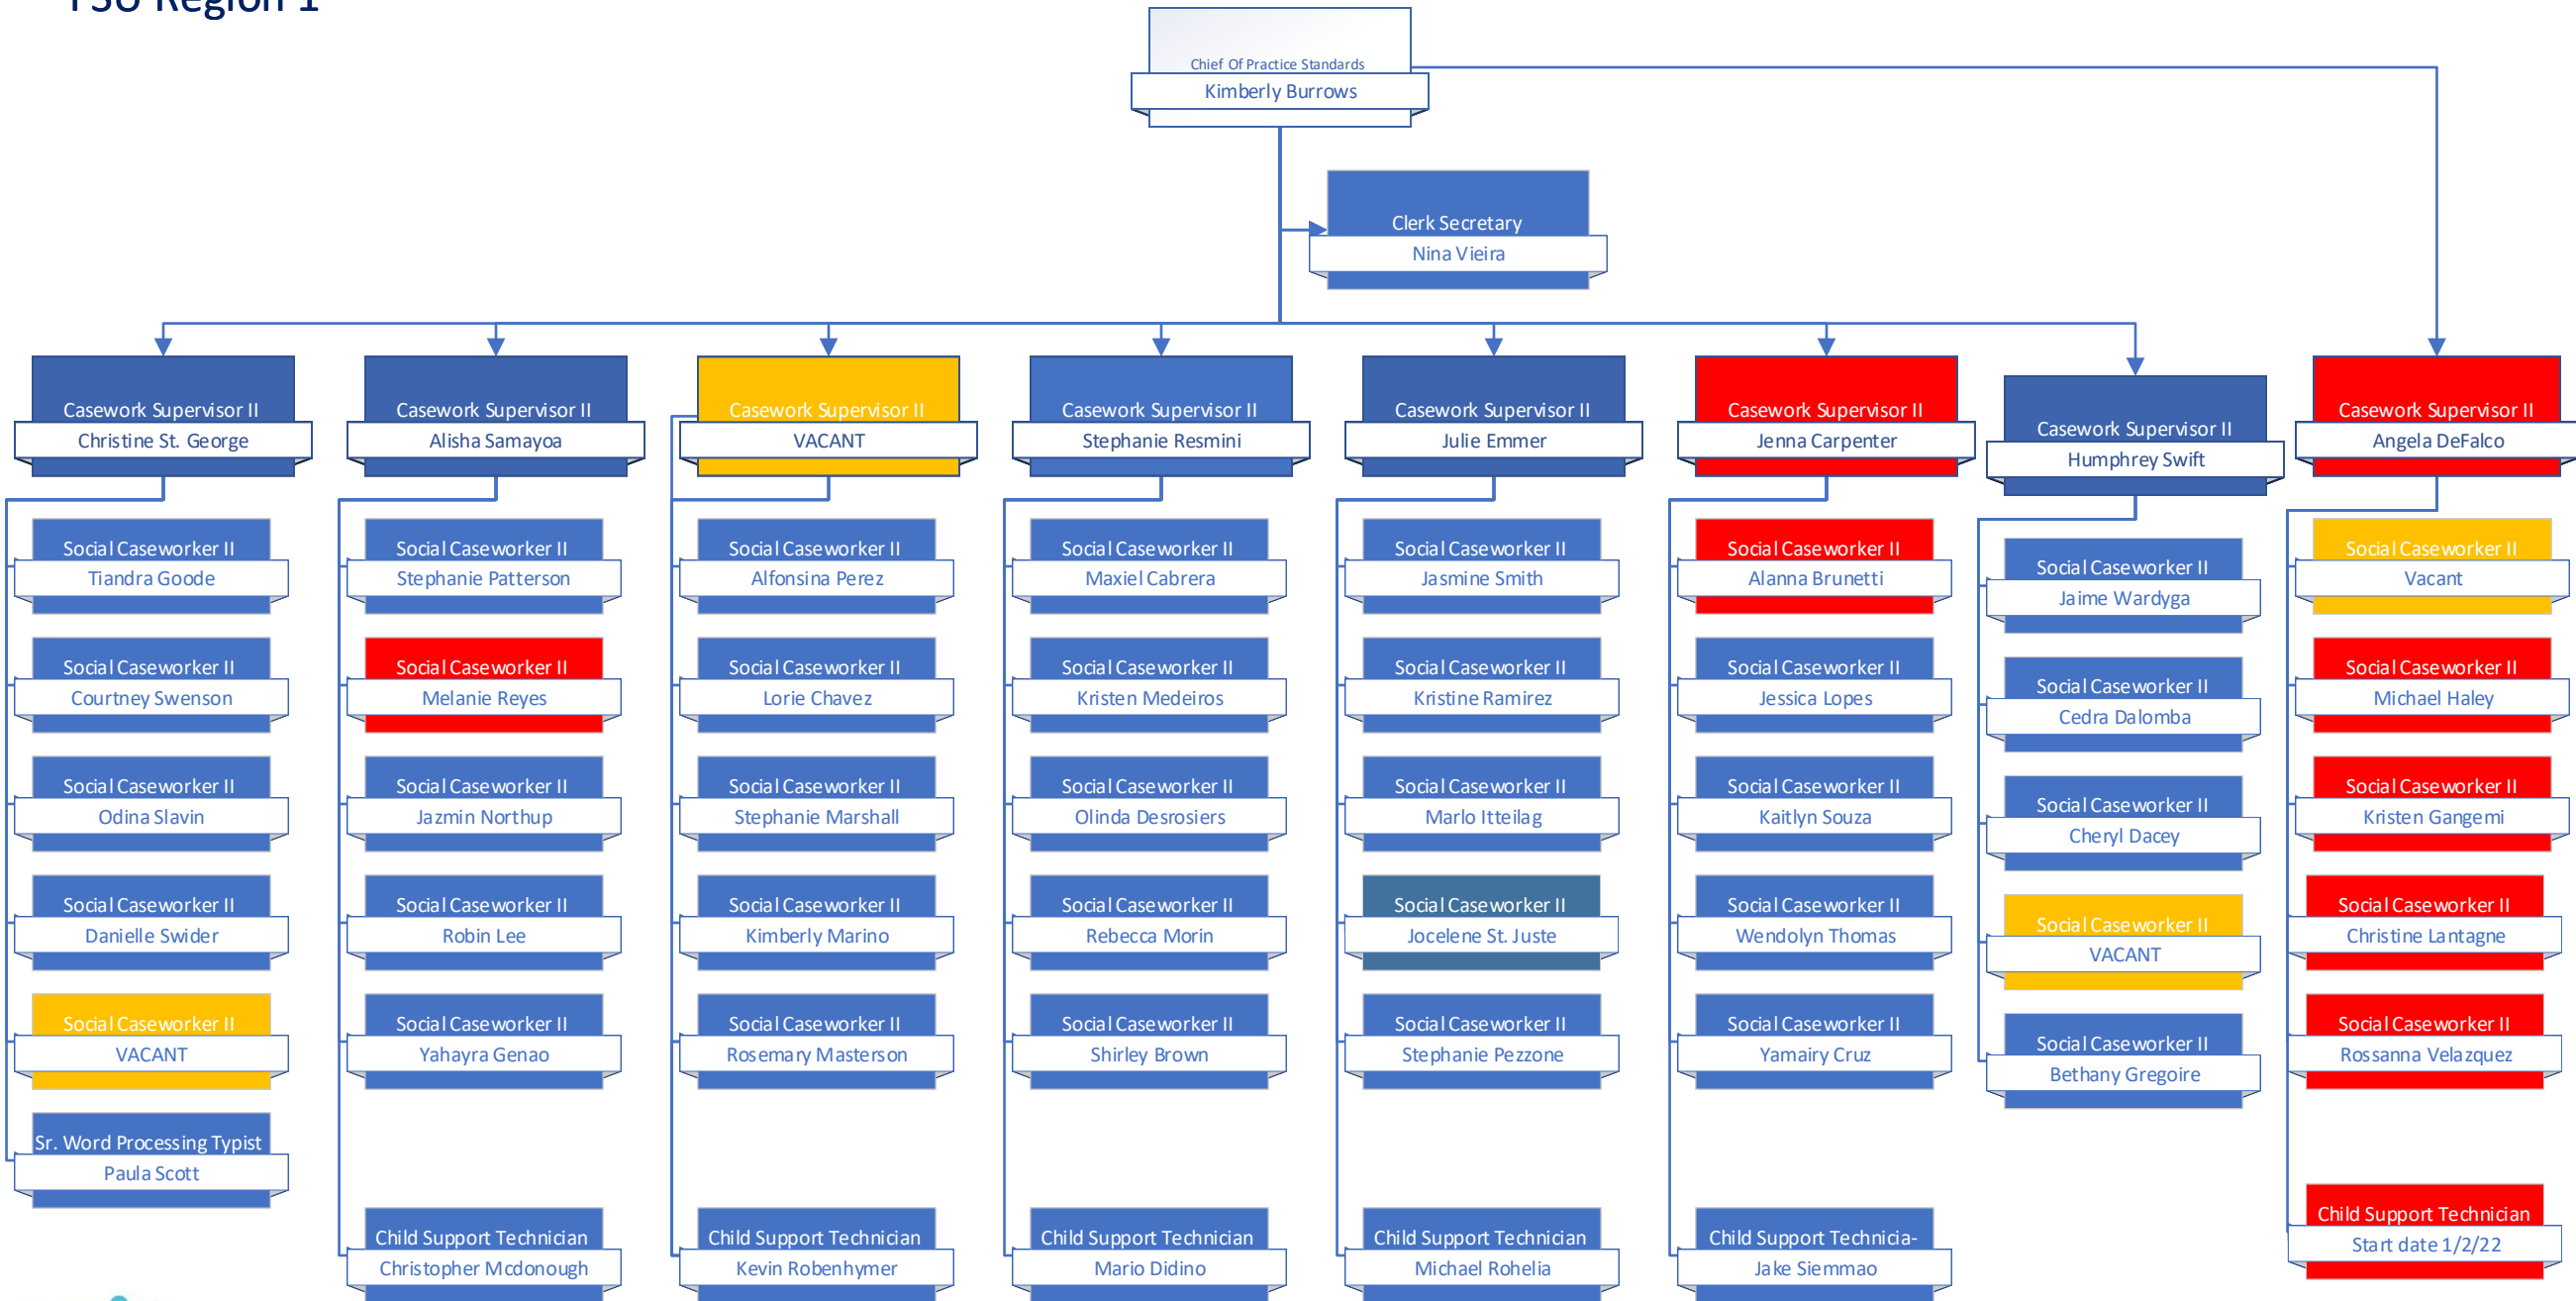 FSU Region 1
Chief Of Practice Standards
Kimberly Burrows
Clerk Secretary
Nina Vieira
Casework Supervisor II
Christine St. George
Social Caseworker II
Tiandra Goode
Social Caseworker II
Courtney Swenson
Social Caseworker II
Odina Slavin
Social Caseworker II
Danielle Swider
Social Caseworker II
VACANT
Sr. Word Processing Typist
Paula Scott
Casework Supervisor II
Alisha Samayoa
Social Caseworker II
Stephanie Patterson
Social Caseworker II
Melanie Reyes
Social Caseworker II
Jazmin Northup
Social Caseworker II
Robin Lee
Social Caseworker II
Yahayra Genao
Child Support Technician
Christopher Mcdonough
Casework Supervisor II
VACANT
Social Caseworker II
Alfonsina Perez
Social Caseworker II
Lorie Chavez
Social Caseworker II
Stephanie Marshall
Social Caseworker II
Kimberly Marino
Social Caseworker II
Rosemary Masterson
Child Support Technician
Kevin Robenhymer
Casework Supervisor II
Stephanie Resmini
Social Caseworker II
Maxiel Cabrera
Social Caseworker II
Kristen Medeiros
Social Caseworker II
Olinda Desrosiers
Social Caseworker II
Rebecca Morin
Social Caseworker II
Shirley Brown
Child Support Technician
Mario Didino
Casework Supervisor II
Julie Emmer
Social Caseworker II
Jasmine Smith
Social Caseworker II
Kristine Ramirez
Social Caseworker II
Marlo Itteilag
Social Caseworker II
Jocelene St. Juste
Social Caseworker II
Stephanie Pezzone
Child Support Technician
Michael Rohelia
Casework Supervisor II
Jenna Carpenter
Social Caseworker II
Alanna Brunetti
Social Caseworker II
Jessica Lopes
Social Caseworker II
Kaitlyn Souza
Social Caseworker II
Wendolyn Thomas
Social Caseworker II
Yamairy Cruz
Child Support Technicia-
Jake Siemmao
Casework Supervisor II
Humphrey Swift
Social Caseworker II
Jaime Wardyga
Social Caseworker II
Cedra Dalomba
Social Caseworker II
Cheryl Dacey
Social Caseworker II
VACANT
Social Caseworker II
Bethany Gregoire
Casework Supervisor II
Angela DeFalco
Social Caseworker II
Vacant
Social Caseworker II
Michael Haley
Social Caseworker II
Kristen Gangemi
Social Caseworker II
Christine Lantagne
Social Caseworker II
Rossanna Velazquez
Child Support Technician
Start date 1/2/22